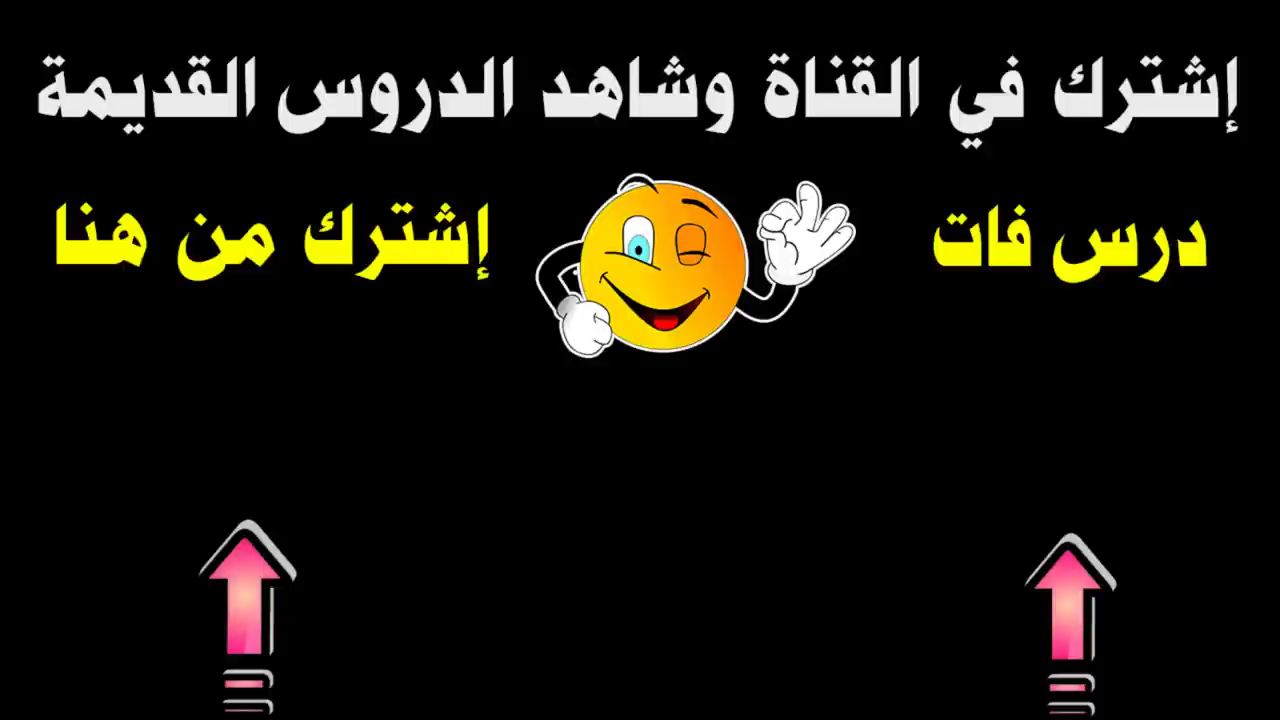 إشترك في القناة وشاهد الدروس القديمة
درس فات
إشترك من هنا